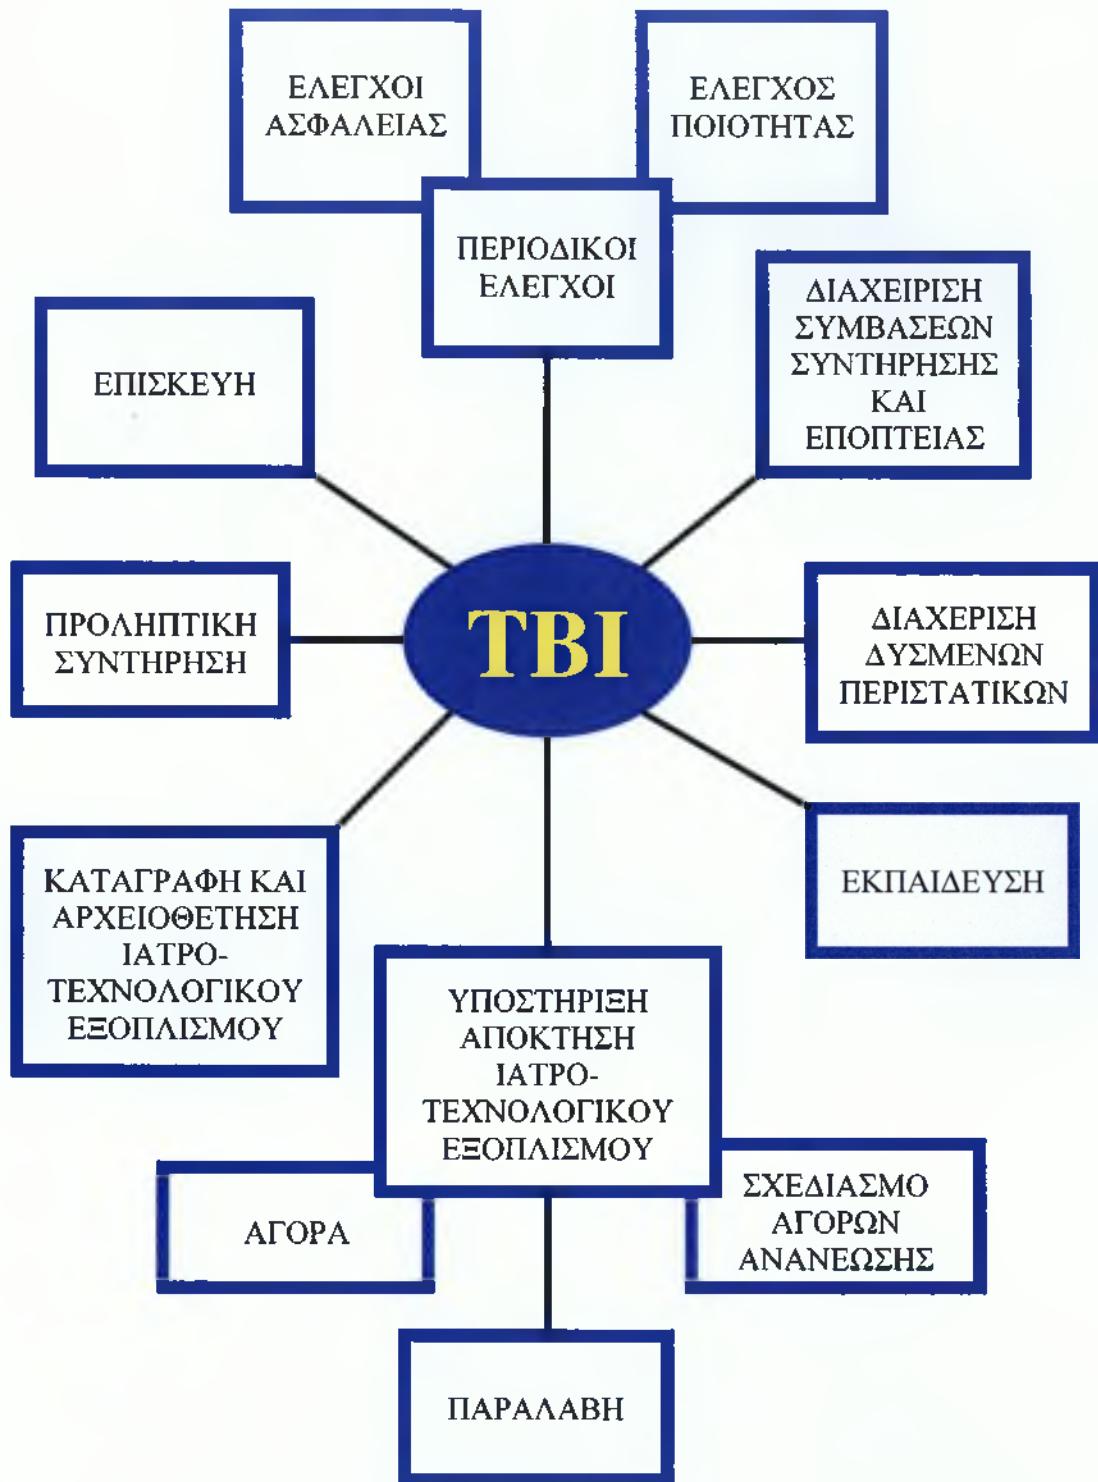 ΕΛΕΓΧΟΙ
ΑΣΦΑΛΕΙΑΣ
ΕΛΕΓΧΟΣ
ΠΟΙΟΤΗΤΑΣ
ΠΕΡΙΟΔΙΚΟΙ
ΕΛΕΓΧΟΙ
ΔΙΑΧΕΙΡΙΣΗ
ΣΥΜΒΑΣΕΩΝ
ΣΥΝΤΗΡΗΣΗΣ
ΚΑΙ
ΕΠΟΠΤΕΙΑΣ
ΕΠΙΣΚΕΥΗ
ΠΡΟΛΗΠΤΙΚΗ
ΣΥΝΤΗΡΗΣΗ
ΤΒΙ
ΔΙΑΧΕΡΙΣΗ
ΔΥΣΜΕΝΩΝ
ΠΕΡΙΣΤΑΤΙΚΩΝ
ΚΑΤΑΓΡΑΦΗ ΚΑΙ
ΑΡΧΕΙΟΘΕΤΗΣΗ
ΙΑΤΡΟ-
ΤΕΧΝΟΛΟΓΙΚΟΥ
ΕΞΟΠΛΙΣΜΟΥ
ΕΚΠΑΙΔΕΥΣΗ
ΥΠΟΣΤΗΡΙΞΗ
ΑΠΟΚΤΗΣΗ
ΙΑΤΡΟ-
ΤΕΧΝΟΛΟΓΙΚΟΥ
ΕΞΟΠΛΙΣΜΟΥ
ΑΓΟΡΑ
ΣΧΕΔΙΑΣΜΟ
ΑΓΟΡΩΝ
ΑΝΑΝΕΩΣΗΣ
ΠΑΡΑΛΑΒΗ